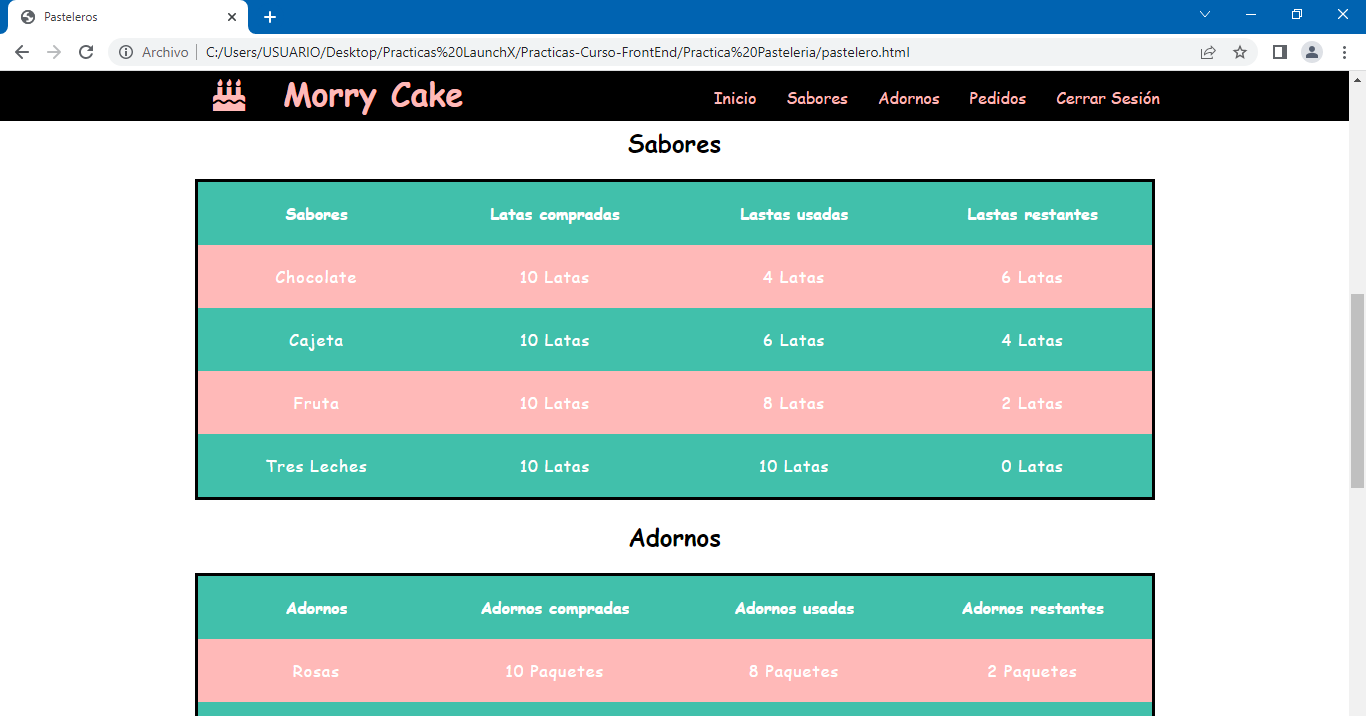 Pasteleros
Archivo C:/Users/USUARIO/Desktop/Practicas%20LaunchX/Practicas-Curso-FrontEnd/Practica%20Pasteleria/pastelero.html
Morry Cake Inicio Sabores Adornos Pedidos Cerrar Sesión
Sabores
Sabores Latas compradas Lastas usadas Lastas restantes
Chocolate 10 Latas 4 Latas 6 Latas
Cajeta 10 Latas 6 Latas 4 Latas
Fruta 10 Latas 8 Latas 2 Latas
Tres Leches 10 Latas 10 Latas 0 Latas
Adornos
Adornos Adornos compradas Adornos usadas Adornos restantes
Rosas 10 Paquetes 8 Paquetes 2 Paquetes